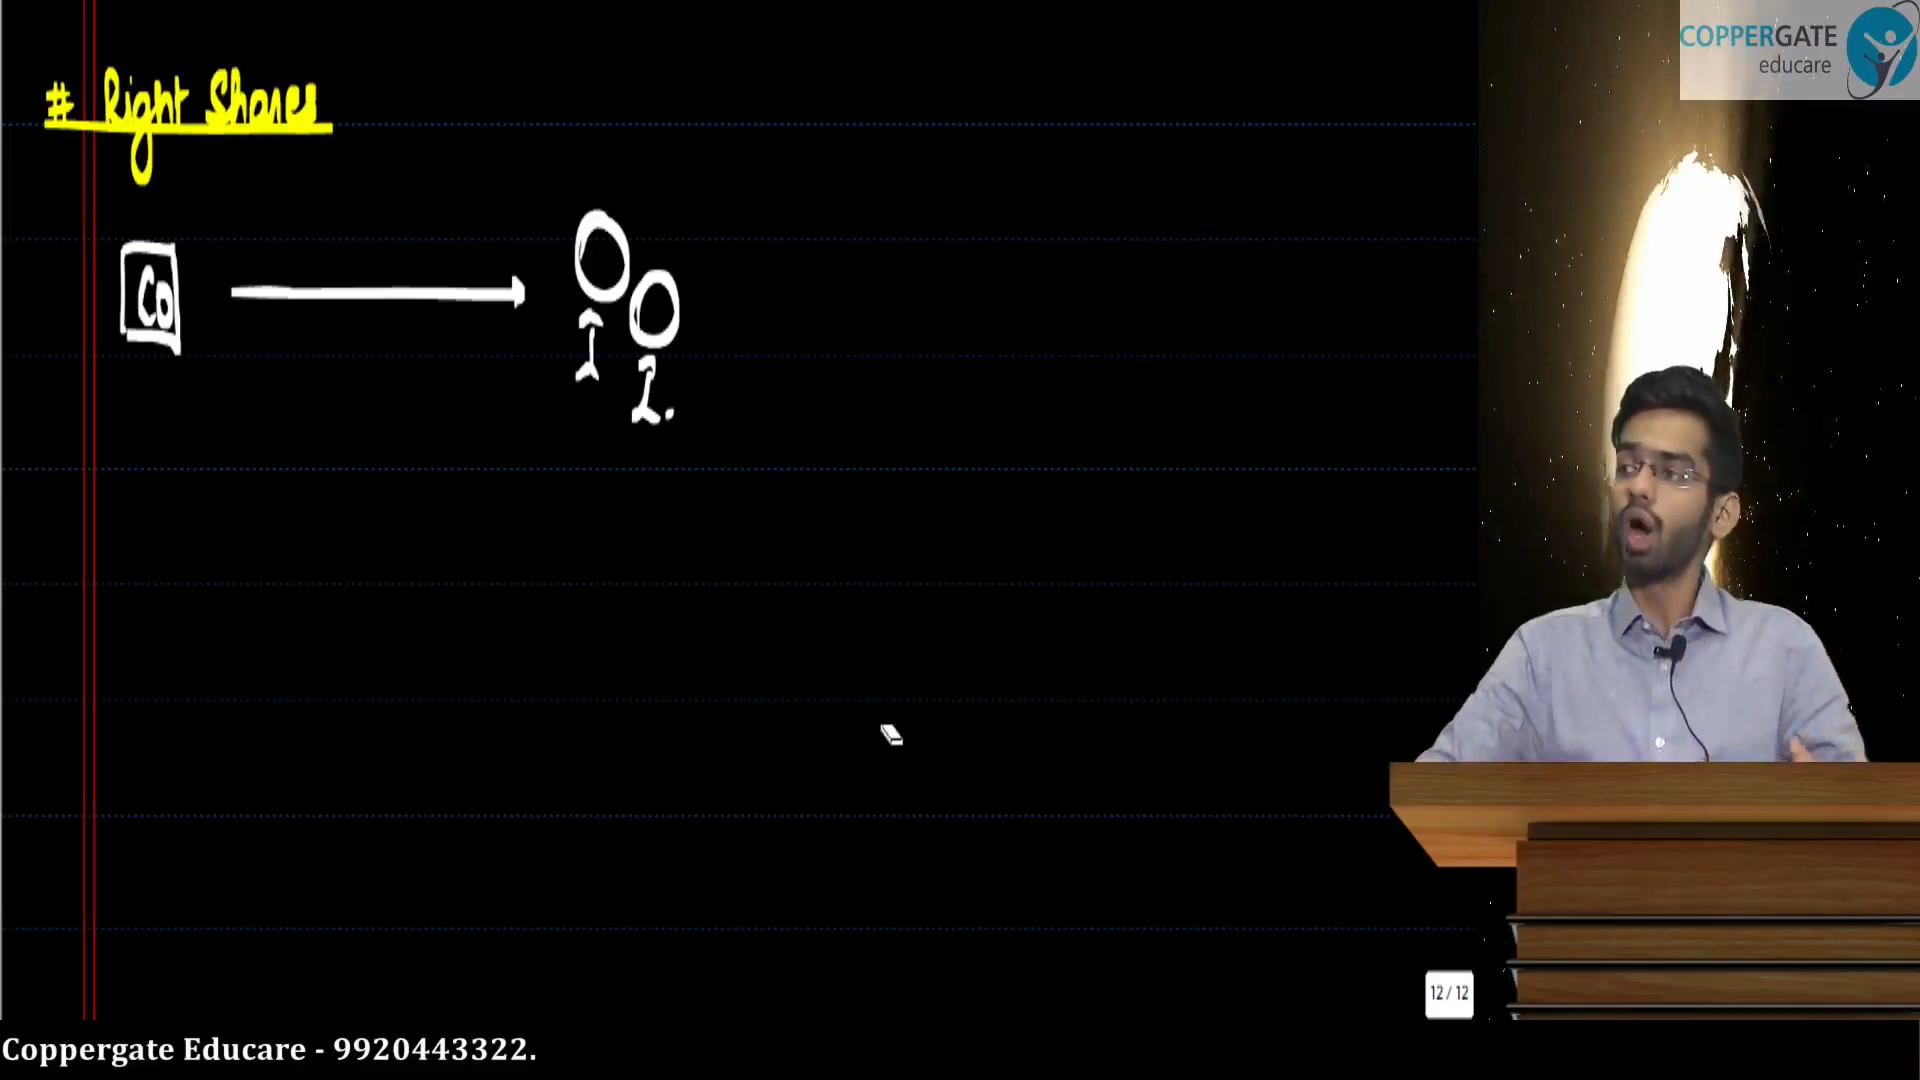 COPPERGATE
educare
# Right Shares
Co
1
2.
12 / 12
Coppergate Educare - 9920443322.